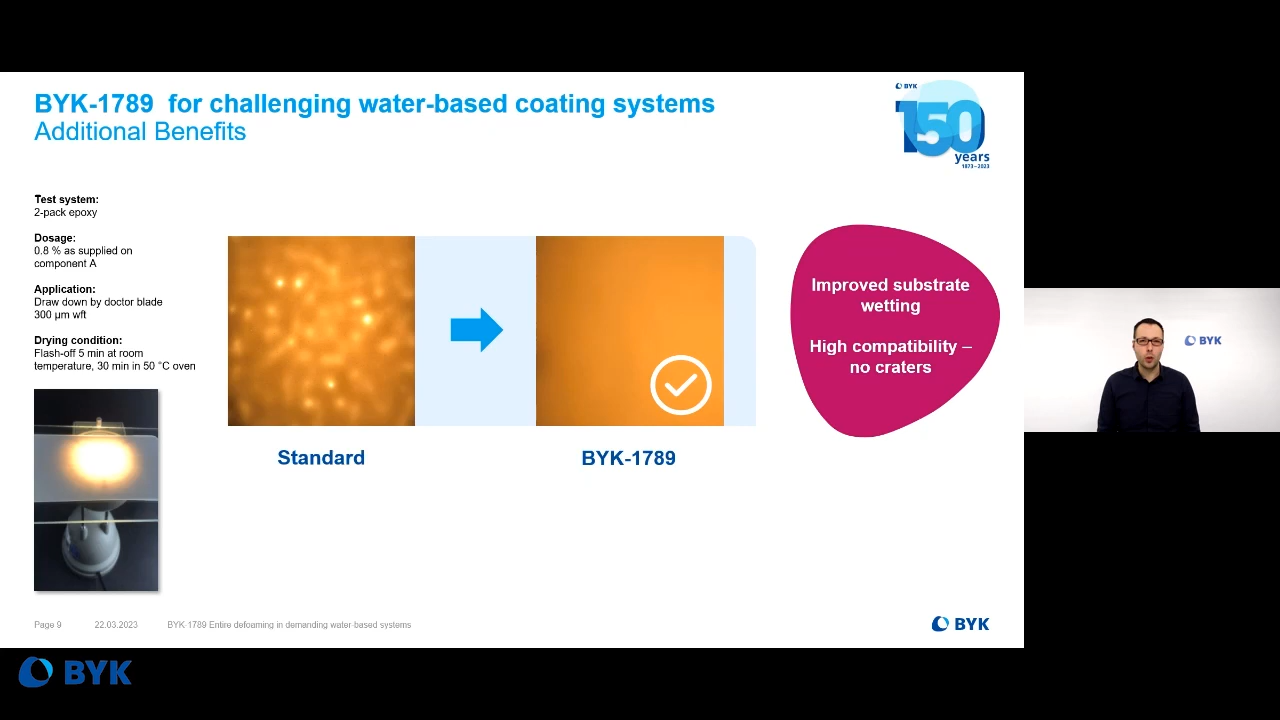 BYK-1789 for challenging water-based coating systems
Additional Benefits
BYK
150
years
1873–2023
Test system:
2-pack epoxy
Dosage:
0.8 % as supplied on
component A
Application:
Draw down by doctor blade
300 µm wft
Drying condition:
Flash-off 5 min at room
temperature, 30 min in 50 °C oven
Standard
BYK-1789
Improved substrate
wetting
High compatibility –
no craters
BYK
Page 9 22.03.2023 BYK-1789 Entire defoaming in demanding water-based systems
BYK
BYK